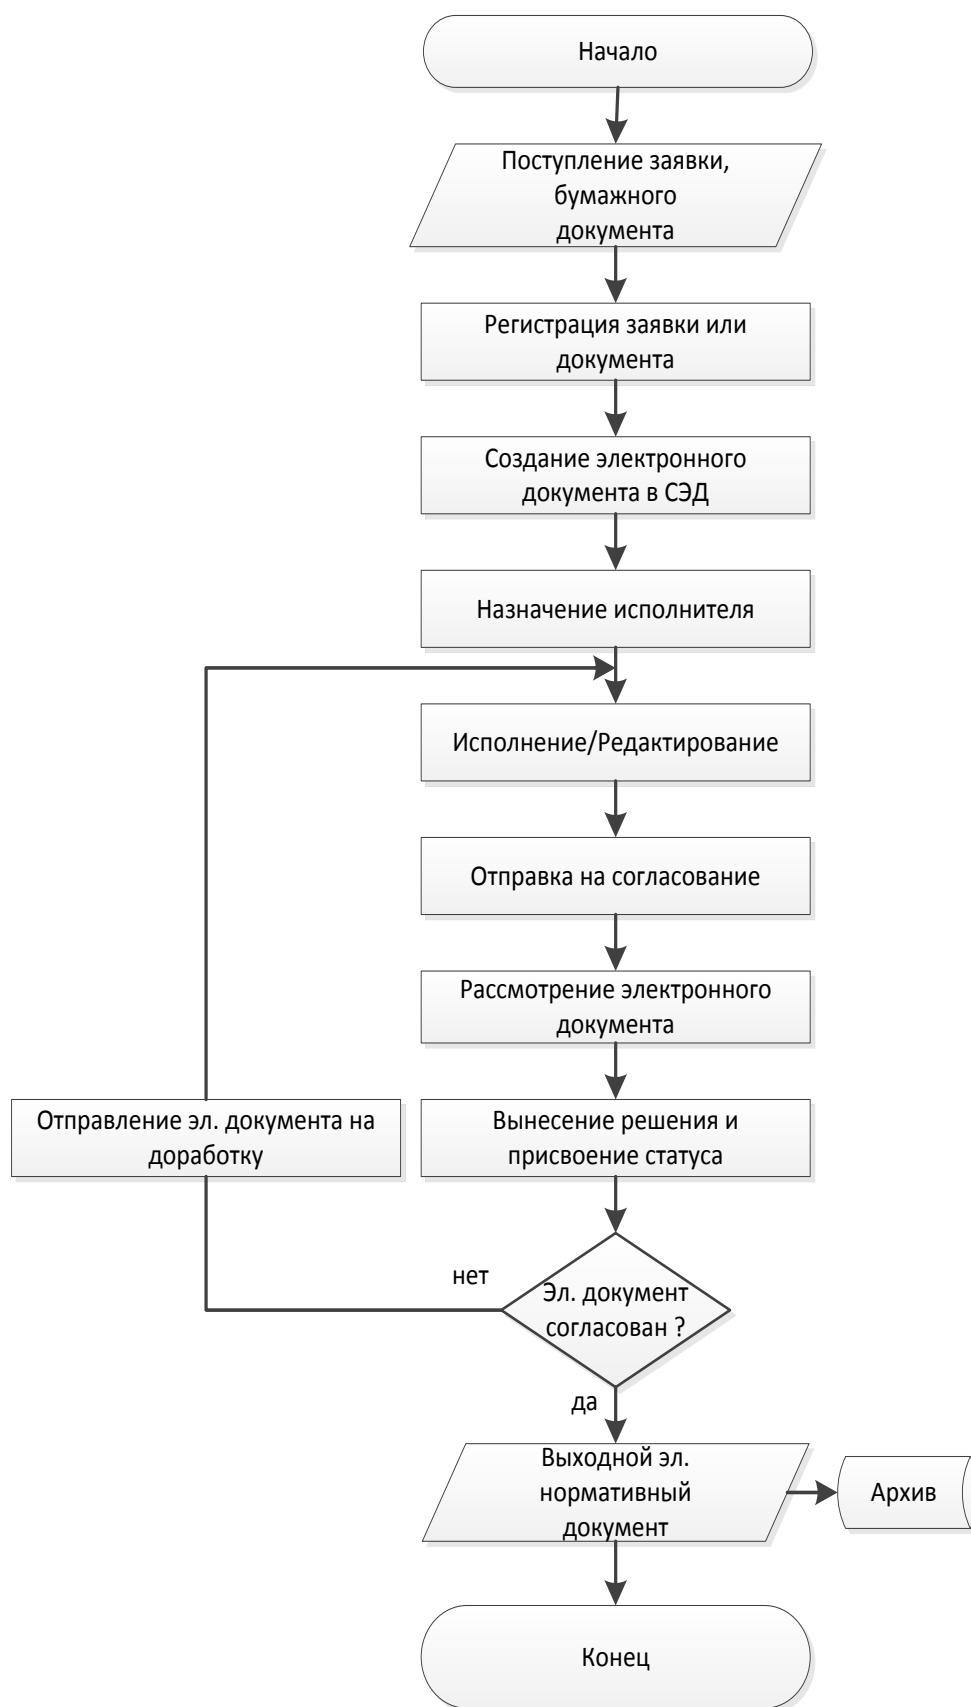 Начало
Поступление заявки,
бумажного
документа
Регистрация заявки или
документа
Создание электронного
документа в СЭД
Назначение исполнителя
Исполнение/Редактирование
Отправка на согласование
Рассмотрение электронного
документа
Отправление эл. документа на
доработку
Вынесение решения и
присвоение статуса
нет
Эл. документ
согласован ?
да
Выходной эл.
нормативный
документ
Архив
Конец